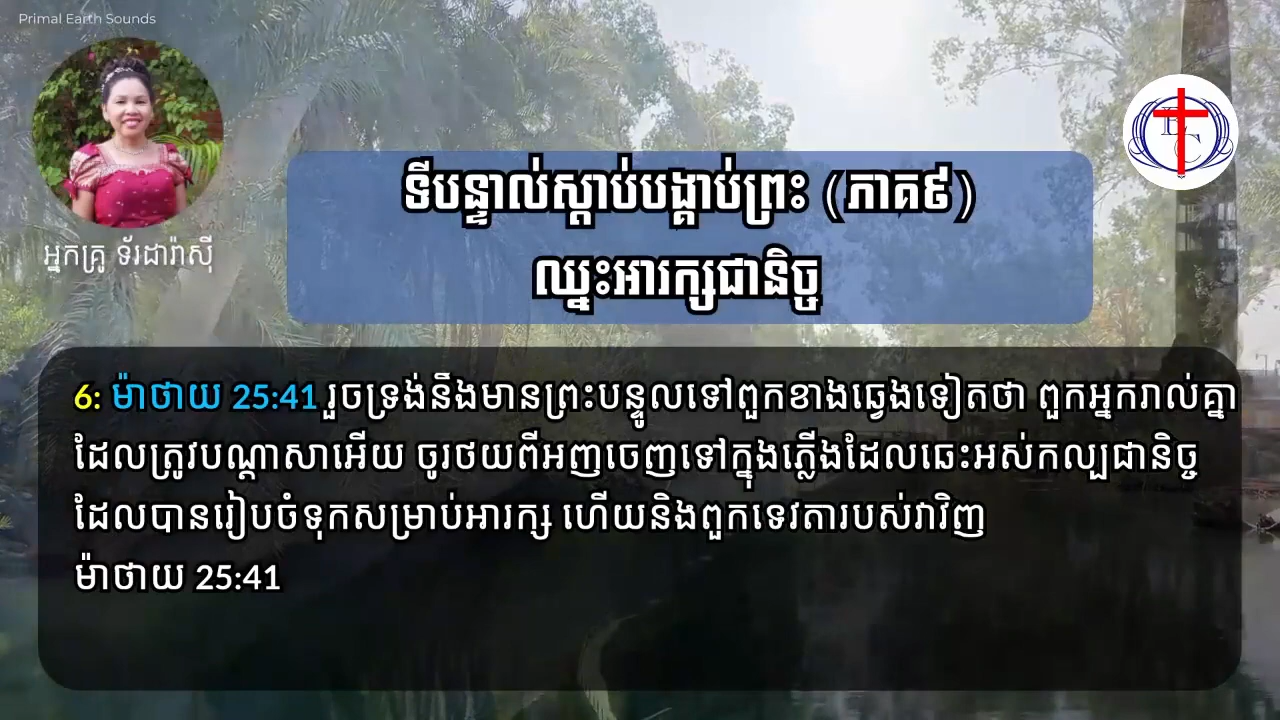 Primal Earth Sounds
អ្នកគ្រូ ទ័រដារ៉ាស៊ី
ទីបន្ទាល់ស្ដាប់បង្គាប់ព្រះ (ភាគ៩)
ឈ្នះអារក្សជានិច្ច
6: ម៉ាថាយ 25:41 រួចទ្រង់នឹងមានព្រះបន្ទូលទៅពួកខាងឆ្វេងទៀតថា ពួកអ្នករាល់គ្នា
ដែលត្រូវបណ្ដាសាអើយ ចូរថយពីអញចេញទៅក្នុងភ្លើងដែលឆេះអស់កល្បជានិច្ច
ដែលបានរៀបចំទុកសម្រាប់អារក្ស ហើយនិងពួកទេវតារបស់វាវិញ
ម៉ាថាយ 25:41